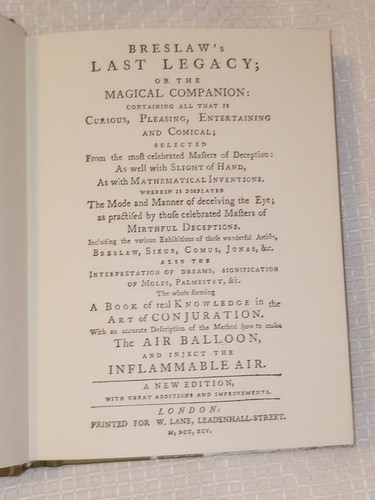 BRESLAW's
LAST LEGACY;
OR THE
MAGICAL COMPANION:
CONTAINING ALL THAT IS
CURIOUS, PLEASING, ENTERTAINING
AND COMICAL;
SELECTED
From the moſt celebrated Maſters of Deception:
As well with SLIGHT OF HAND,
As with MATHEMATICAL INVENTIONS.
WHEREIN IS DISPLAYED
The Mode and Manner of deceiving the Eye;
as practiſed by thoſe celebrated Maſters of
MIRTHFUL DECEPTIONS.
Including the various Exhibitions of thoſe wonderful Artiſts,
BRESLAW, SIEUR, COMUS, JONAS, &c.
ALSO THE
INTERPRETATION OF DREAMS, SIGNIFICATION
OF MOLES, PALMESTRY, &c.
The whole forming
A BOOK of real KNOWLEDGE in the
ART OF CONJURATION.
With an accurate Deſcription of the Method how to make
The AIR BALLOON,
AND INJECT THE
INFLAMMABLE AIR.
A NEW EDITION,
WITH GREAT ADDITIONS AND IMPROVEMENTS.
LONDON:
PRINTED FOR W. LANE, LEADENHALL-STREET.
M, DCC, XCV.